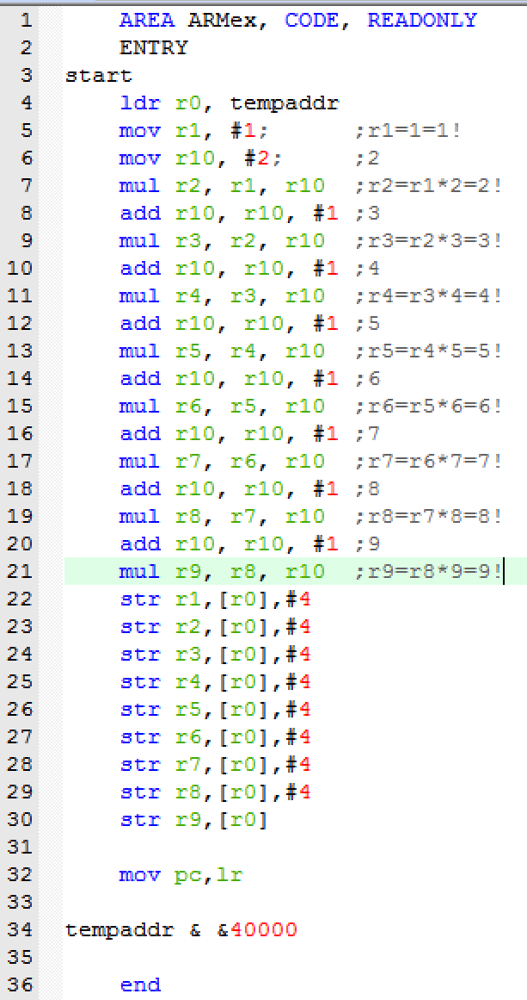 1 AREA ARMex, CODE, READONLY
2 ENTRY
3 start
4 ldr r0, tempaddr
5 mov r1, #1; ;r1=1=1!
6 mov r10, #2; ;2
7 mul r2, r1, r10 ;r2=r1*2=2!
8 add r10, r10, #1 ;3
9 mul r3, r2, r10 ;r3=r2*3=3!
10 add r10, r10, #1 ;4
11 mul r4, r3, r10 ;r4=r3*4=4!
12 add r10, r10, #1 ;5
13 mul r5, r4, r10 ;r5=r4*5=5!
14 add r10, r10, #1 ;6
15 mul r6, r5, r10 ;r6=r5*6=6!
16 add r10, r10, #1 ;7
17 mul r7, r6, r10 ;r7=r6*7=7!
18 add r10, r10, #1 ;8
19 mul r8, r7, r10 ;r8=r7*8=8!
20 add r10, r10, #1 ;9
21 mul r9, r8, r10 ;r9=r8*9=9!
22 str r1,[r0],#4
23 str r2,[r0],#4
24 str r3,[r0],#4
25 str r4,[r0],#4
26 str r5,[r0],#4
27 str r6,[r0],#4
28 str r7,[r0],#4
29 str r8,[r0],#4
30 str r9,[r0]
31
32 mov pc,lr
33
34 tempaddr & &40000
35
36 end